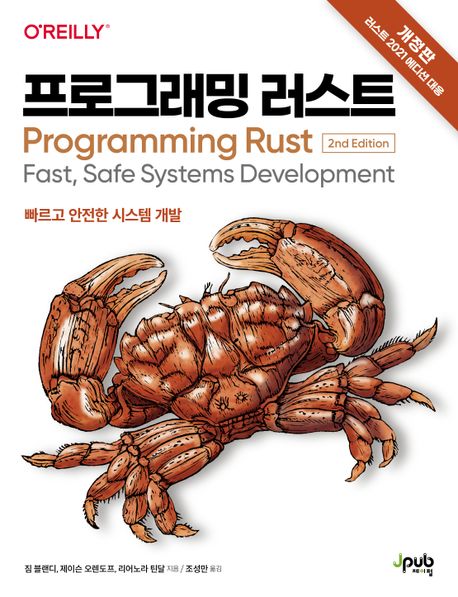 O'REILLY®
개정판
러스트 2021 에디션 대응
프로그래밍 러스트
Programming Rust 2nd Edition
Fast, Safe Systems Development
빠르고 안전한 시스템 개발
짐 블랜디, 제이슨 오렌도프, 리어노라 틴달 지음 / 조성만 옮김
Jpub
제이펍